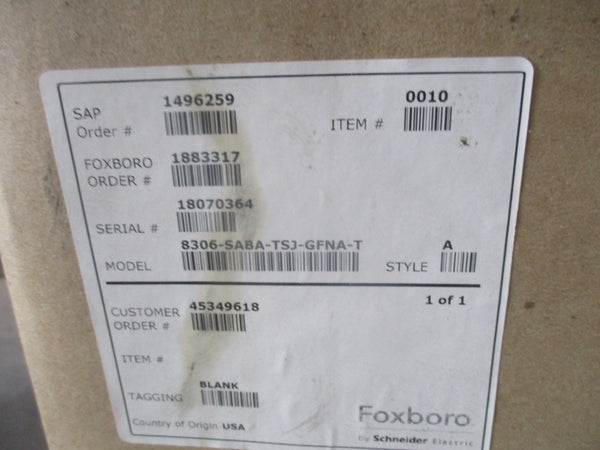 SAP Order # 1496259
ITEM # 0010
FOXBORO ORDER # 1883317
SERIAL # 18070364
MODEL 8306-SABA-TSJ-GFNA-T
STYLE A
1 of 1
CUSTOMER ORDER # 45349618
ITEM #
TAGGING BLANK
Country of Origin USA
Foxboro
by Schneider Electric